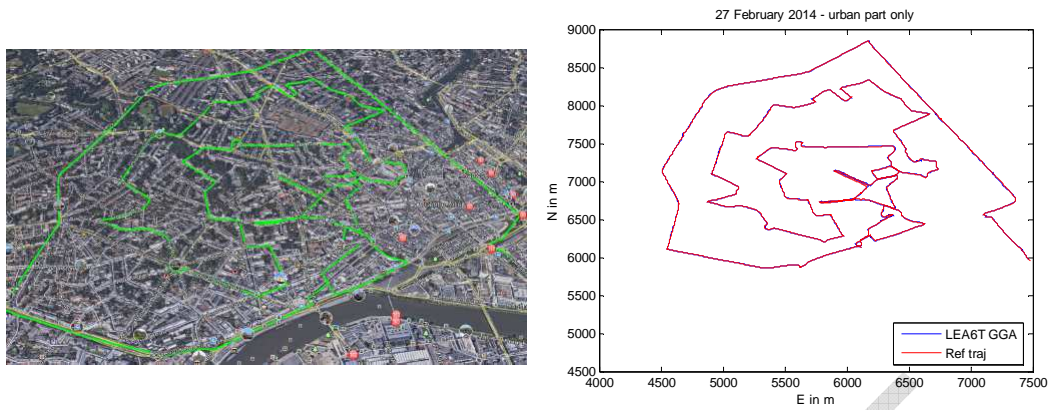 27 February 2014 - urban part only
9000
8500
8000
7500
7000
6500
6000
5500
5000
4500
N in m
LEA6T GGA
Ref traj
4000 4500 5000 5500 6000 6500 7000 7500
E in m